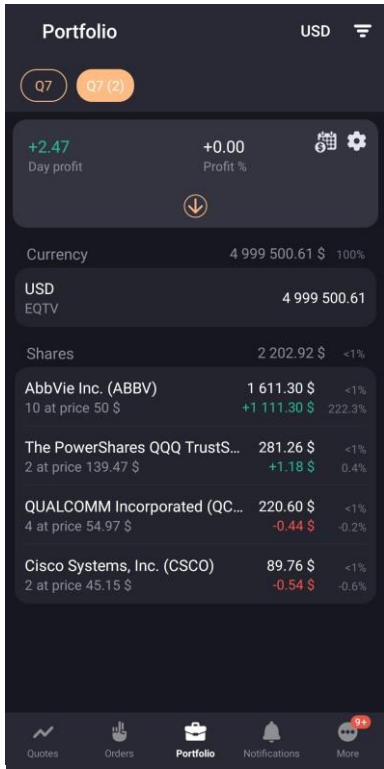 Portfolio USD
Q7 Q7 (2)
+2.47 +0.00
Day profit Profit %
Currency 4 999 500.61 $ 100%
USD
EQTV
4 999 500.61
Shares 2 202.92 $ <1%
AbbVie Inc. (ABBV) 1 611.30 $ <1%
10 at price 50 $ +1 111.30 $ 222.3%
The PowerShares QQQ TrustS... 281.26 $ <1%
2 at price 139.47 $ +1.18 $ 0.4%
QUALCOMM Incorporated (QC... 220.60 $ <1%
4 at price 54.97 $ -0.44 $ -0.2%
Cisco Systems, Inc. (CSCO) 89.76 $ <1%
2 at price 45.15 $ -0.54 $ -0.6%
9+
Quotes Orders Portfolio Notifications More